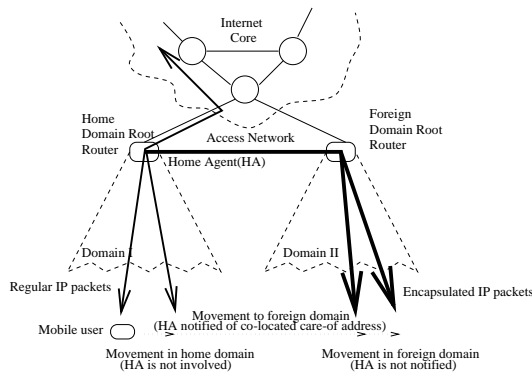 Internet
Core
Home
Domain Root
Router
Foreign
Domain Root
Router
Access Network
Home Agent(HA)
Domain I
Domain II
Regular IP packets
Encapsulated IP packets
Movement to foreign domain
(HA notified of co-located care-of address)
Mobile user
Movement in home domain
(HA is not involved)
Movement in foreign domain
(HA is not notified)